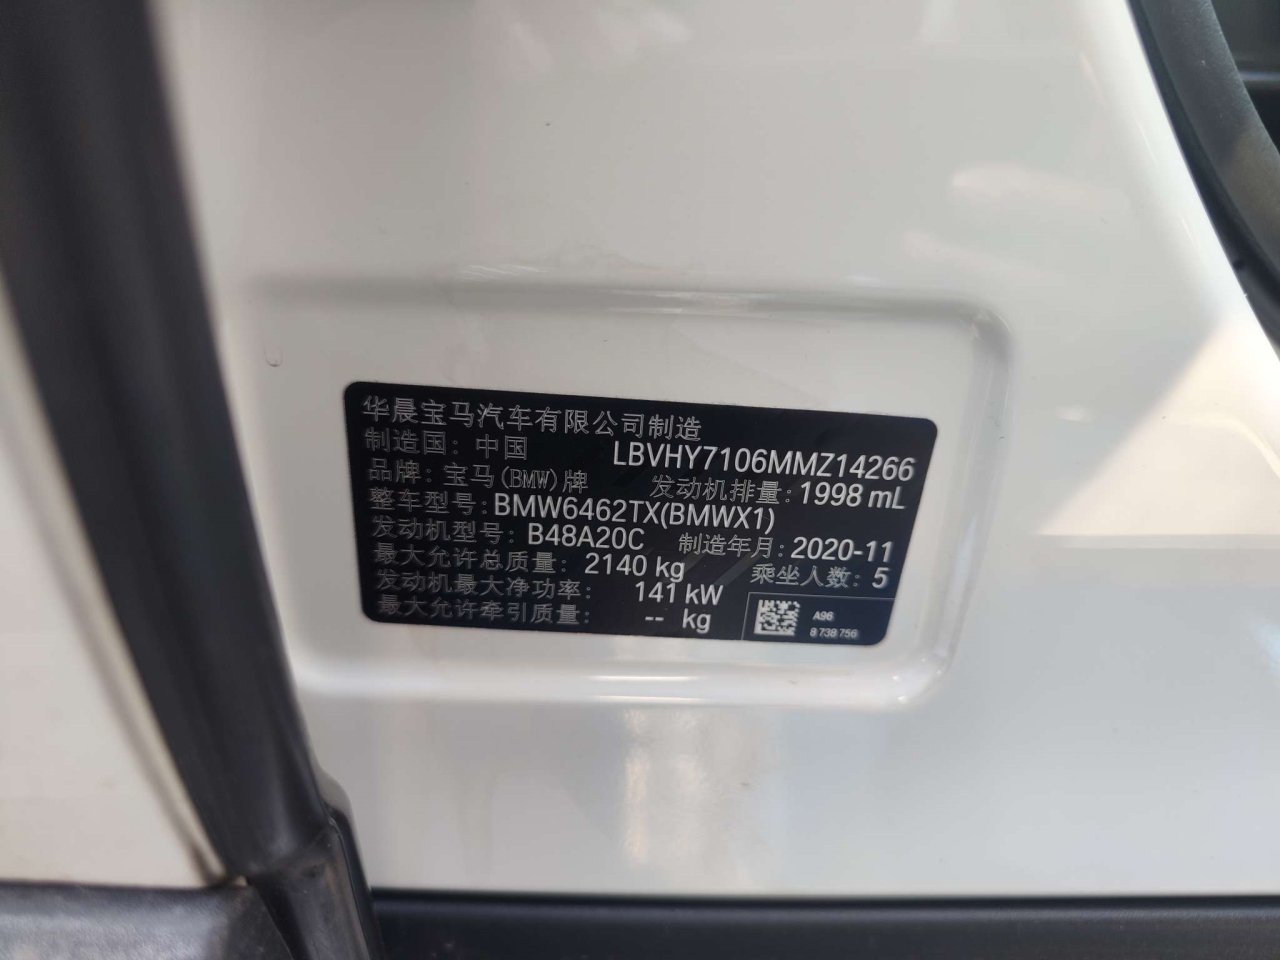 华晨宝马汽车有限公司制造
制造国：中国 LBVHY7106MMZ14266
品牌：宝马(BMW)牌 发动机排量：1998 mL
整车型号：BMW6462TX(BMWX1)
发动机型号：B48A20C 制造年月：2020-11
最大允许总质量：2140 kg 乘坐人数：5
发动机最大净功率：141 kW
最大允许牵引质量：-- kg
A96
8 738 756